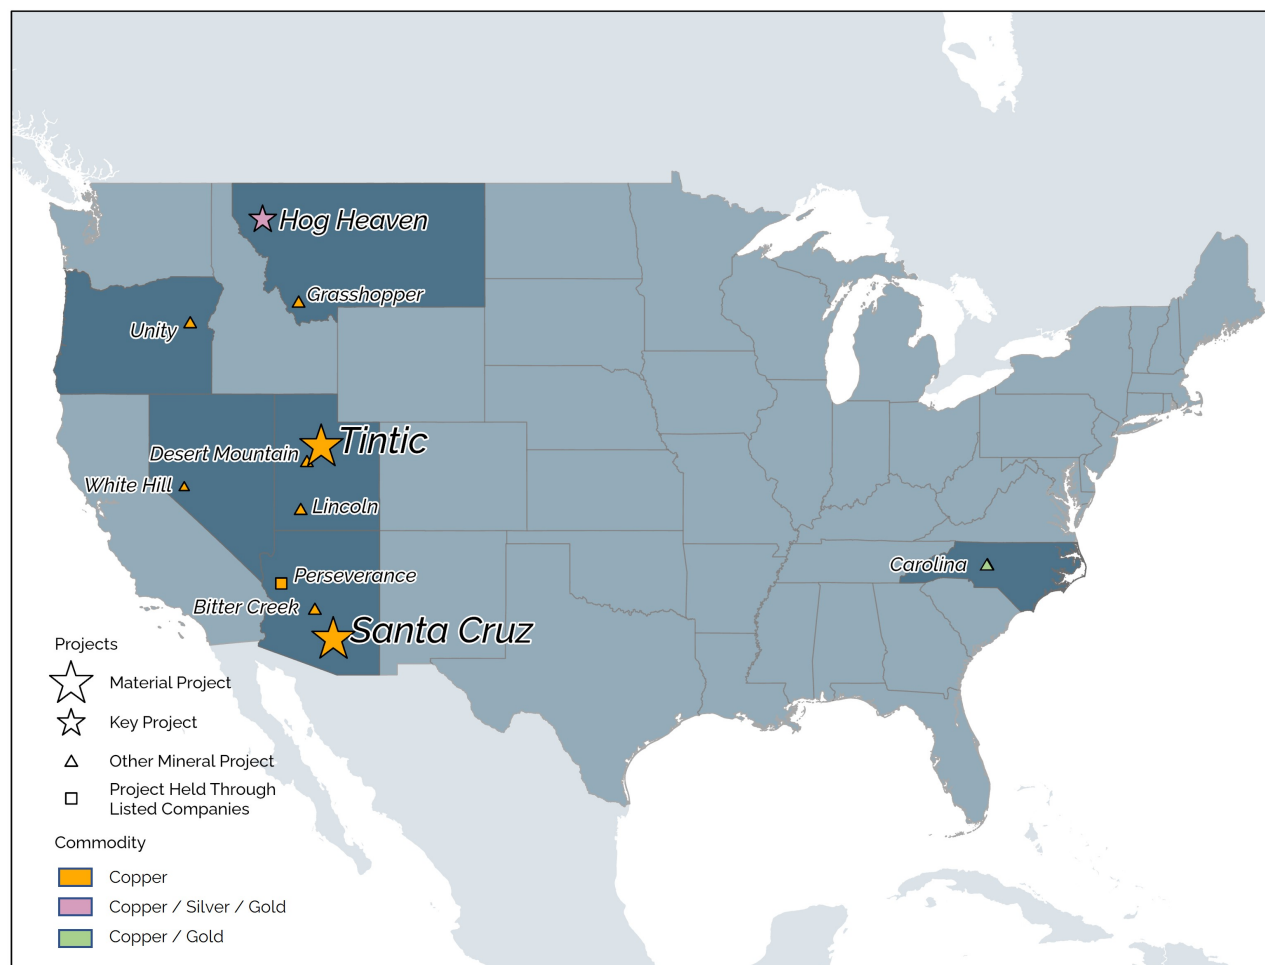 Hog Heaven
Grasshopper
Unity
Tintic
Desert Mountain
White Hill
Lincoln
Carolina
Perseverance
Bitter Creek
Santa Cruz
Projects
Material Project
Key Project
Other Mineral Project
Project Held Through
Listed Companies
Commodity
Copper
Copper / Silver / Gold
Copper / Gold